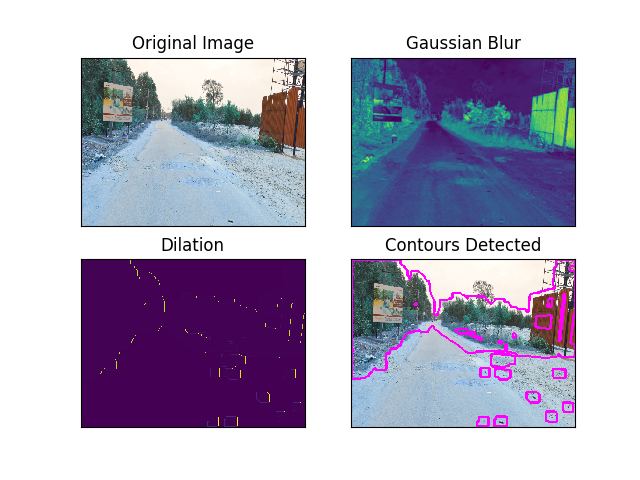 Original Image
Gaussian Blur
Dilation
Contours Detected